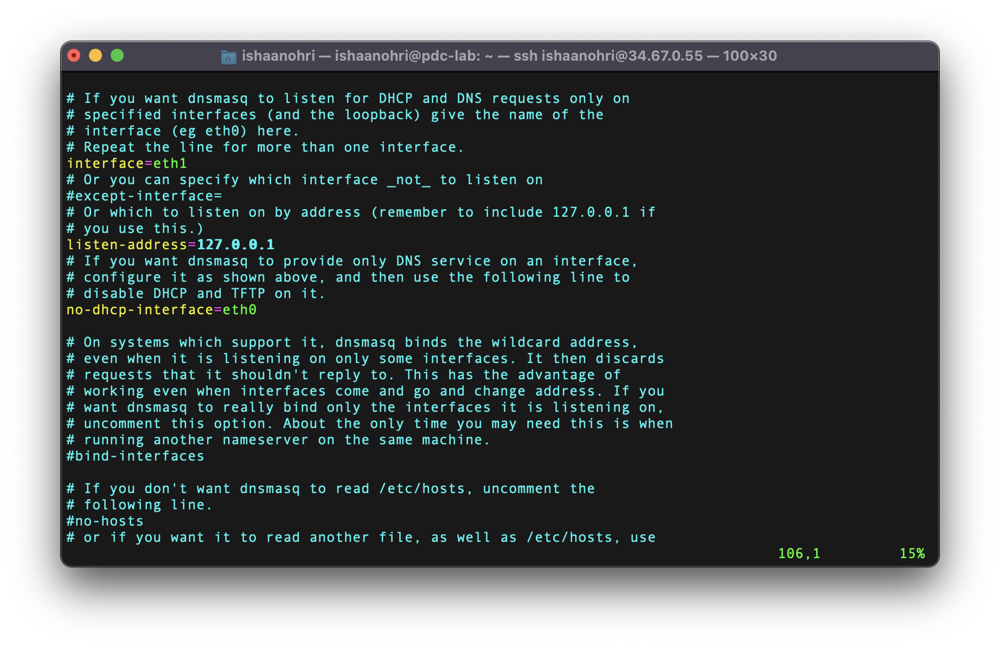 ishaanohri — ishaanohri@pdc-lab: ~ — ssh ishaanohri@34.67.0.55 — 100×30
# If you want dnsmasq to listen for DHCP and DNS requests only on
# specified interfaces (and the loopback) give the name of the
# interface (eg eth0) here.
# Repeat the line for more than one interface.
interface=eth1
# Or you can specify which interface _not_ to listen on
#except-interface=
# Or which to listen on by address (remember to include 127.0.0.1 if
# you use this.)
listen-address=127.0.0.1
# If you want dnsmasq to provide only DNS service on an interface,
# configure it as shown above, and then use the following line to
# disable DHCP and TFTP on it.
no-dhcp-interface=eth0
# On systems which support it, dnsmasq binds the wildcard address,
# even when it is listening on only some interfaces. It then discards
# requests that it shouldn't reply to. This has the advantage of
# working even when interfaces come and go and change address. If you
# want dnsmasq to really bind only the interfaces it is listening on,
# uncomment this option. About the only time you may need this is when
# running another nameserver on the same machine.
#bind-interfaces
# If you don't want dnsmasq to read /etc/hosts, uncomment the
# following line.
#no-hosts
# or if you want it to read another file, as well as /etc/hosts, use
106,1 15%